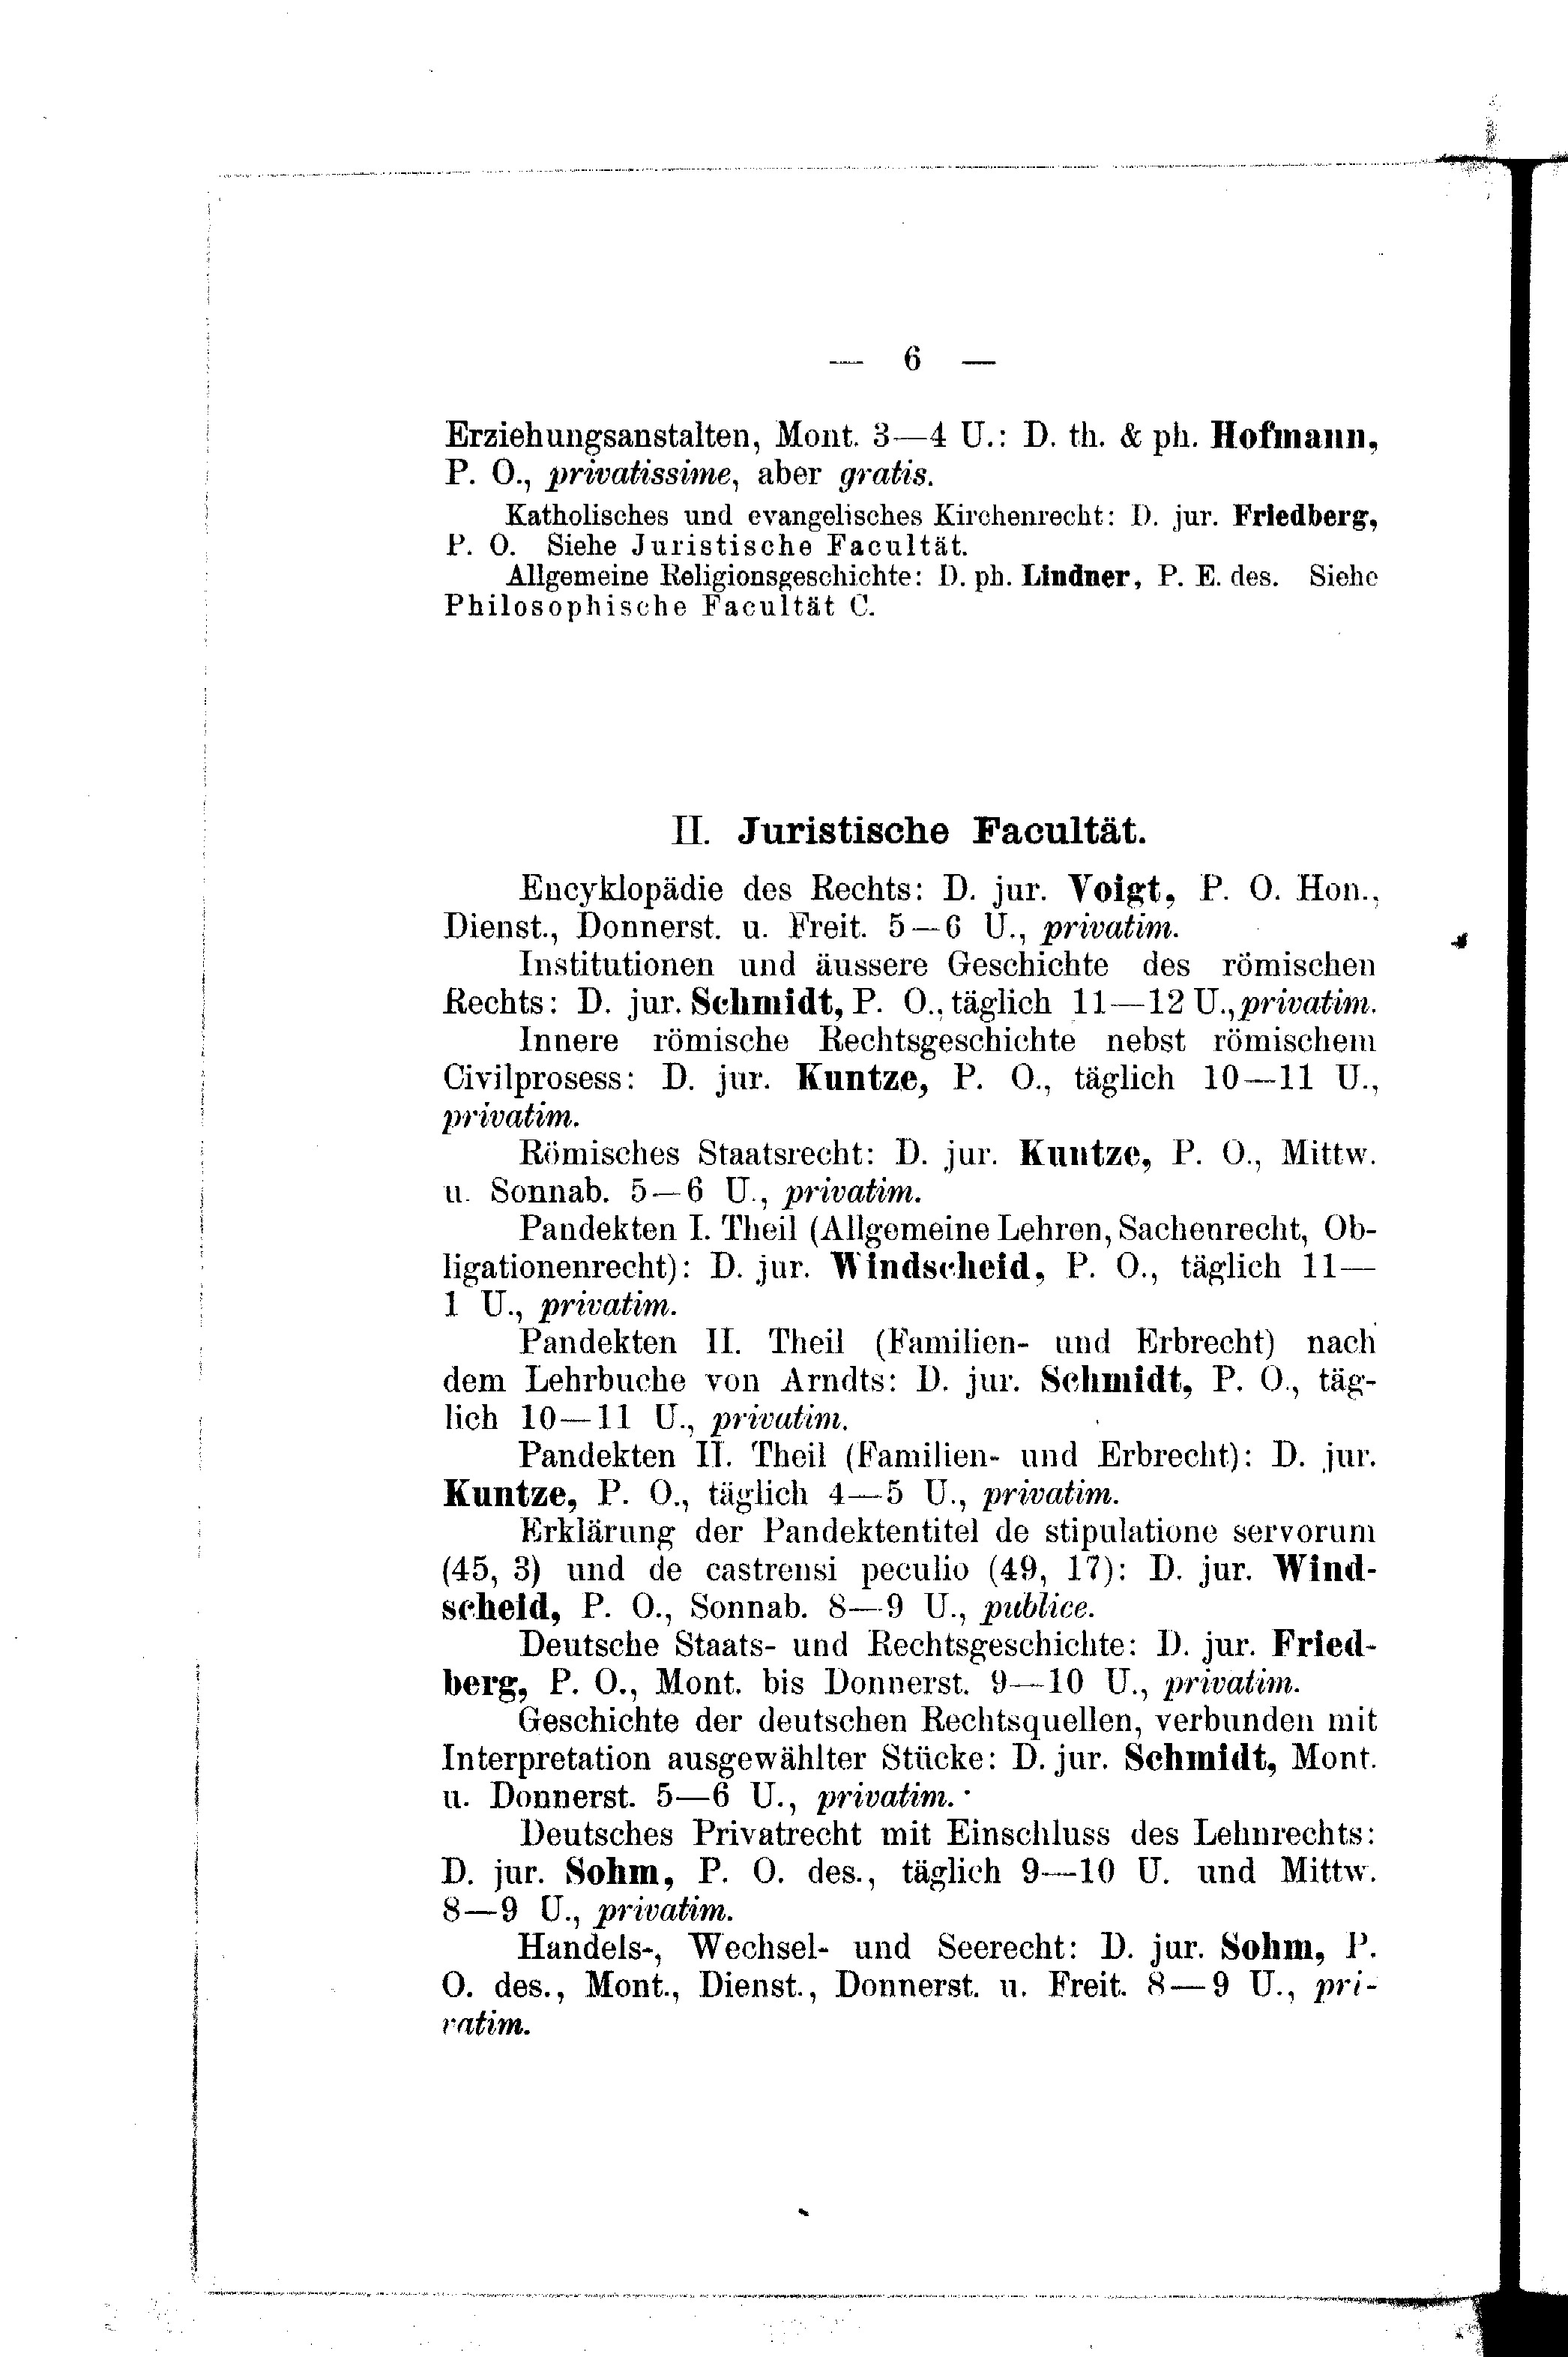 — 6 —
Erziehungsanstalten, Mont. 3—4 U.: D. th. & ph. Hofmann,
P. O., privatissime, aber gratis.
Katholisches und evangelisches Kirchenrecht: D. jur. Friedberg,
P. O. Siehe Juristische Facultät.
Allgemeine Religionsgeschichte: D. ph. Lindner, P. E. des. Siehe
Philosophische Facultät C.
II. Juristische Facultät.
Encyklopädie des Rechts: D. jur. Voigt, P. O. Hon.,
Dienst., Donnerst. u. Freit. 5—6 U., privatim.
Institutionen und äussere Geschichte des römischen
Rechts: D. jur. Schmidt, P. O., täglich 11—12 U., privatim.
Innere römische Rechtsgeschichte nebst römischem
Civilprosess: D. jur. Kuntze, P. O., täglich 10—11 U.,
privatim.
Römisches Staatsrecht: D. jur. Kuntze, P. O., Mittw.
u. Sonnab. 5—6 U., privatim.
Pandekten I. Theil (Allgemeine Lehren, Sachenrecht, Ob-
ligationenrecht): D. jur. Windscheid, P. O., täglich 11—
1 U., privatim.
Pandekten II. Theil (Familien- und Erbrecht) nach
dem Lehrbuche von Arndts: D. jur. Schmidt, P. O., täg-
lich 10—11 U., privatim.
Pandekten II. Theil (Familien- und Erbrecht): D. jur.
Kuntze, P. O., täglich 4—5 U., privatim.
Erklärung der Pandektentitel de stipulatione servorum
(45, 3) und de castrensi peculio (49, 17): D. jur. Wind-
scheid, P. O., Sonnab. 8—9 U., publice.
Deutsche Staats- und Rechtsgeschichte: D. jur. Fried-
berg, P. O., Mont. bis Donnerst. 9—10 U., privatim.
Geschichte der deutschen Rechtsquellen, verbunden mit
Interpretation ausgewählter Stücke: D. jur. Schmidt, Mont.
u. Donnerst. 5—6 U., privatim.
Deutsches Privatrecht mit Einschluss des Lehnrechts:
D. jur. Sohm, P. O. des., täglich 9—10 U. und Mittw.
8—9 U., privatim.
Handels-, Wechsel- und Seerecht: D. jur. Sohm, P.
O. des., Mont., Dienst., Donnerst. u. Freit. 8—9 U., pri-
vatim.